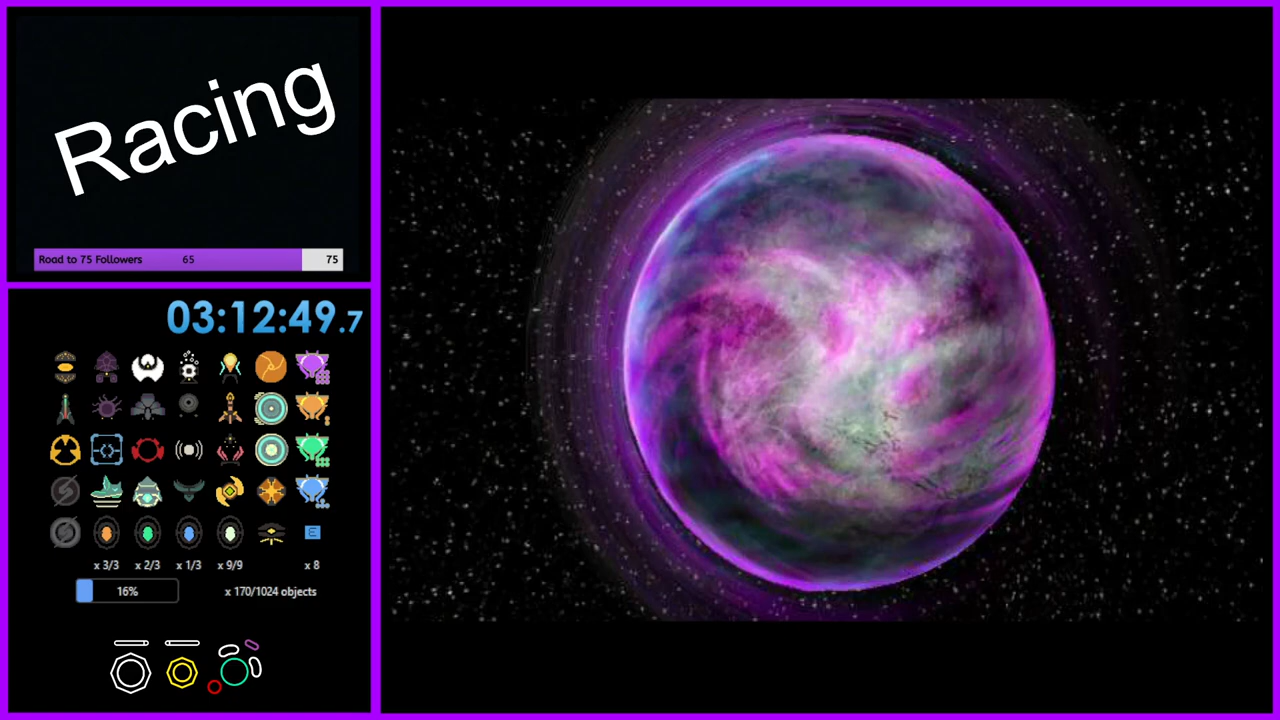 Racing
Road to 75 Followers 65 75
03:12:49.7
x 3/3 x 2/3 x 1/3 x 9/9 x 8
16% x 170/1024 objects